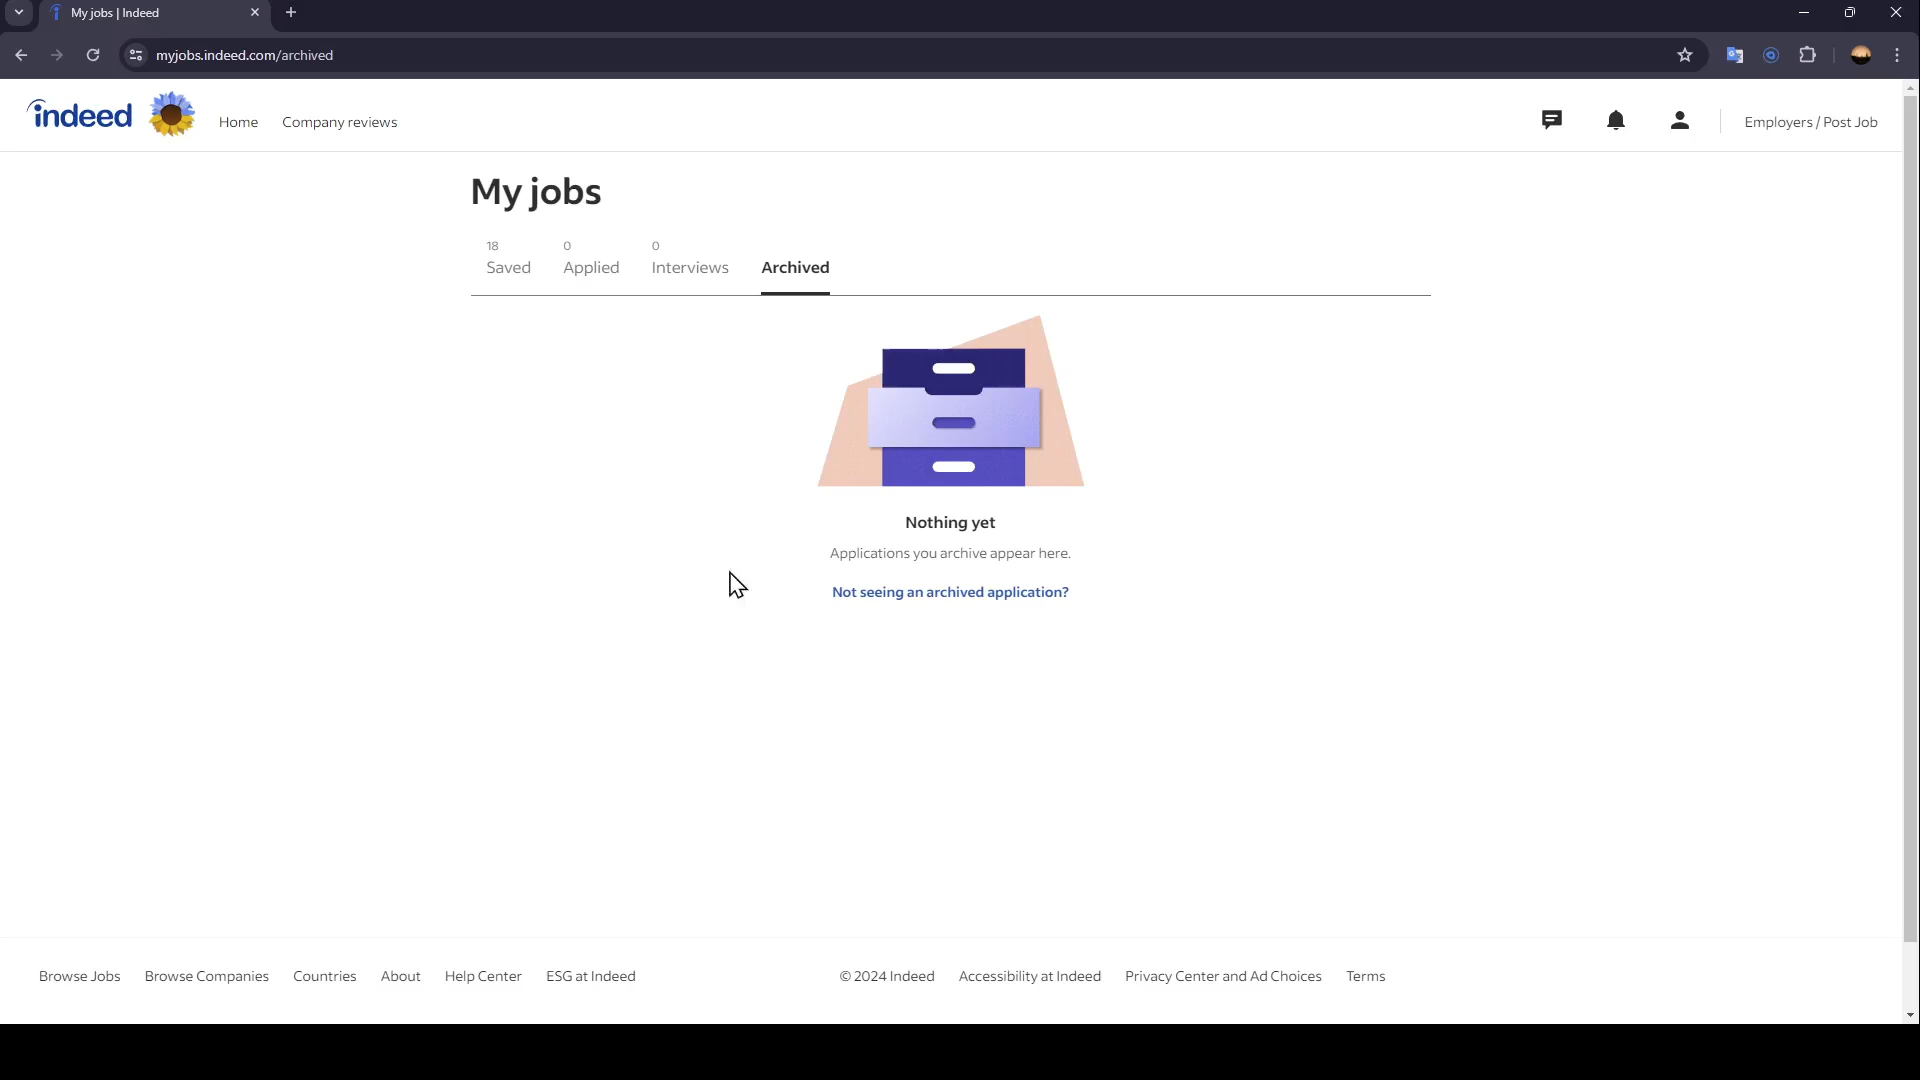 My jobs | Indeed
myjobs.indeed.com/archived
indeed
Home
Company reviews
Employers / Post Job
My jobs
18
Saved
0
Applied
0
Interviews
Archived
Nothing yet
Applications you archive appear here.
Not seeing an archived application?
Browse Jobs
Browse Companies
Countries
About
Help Center
ESG at Indeed
© 2024 Indeed
Accessibility at Indeed
Privacy Center and Ad Choices
Terms